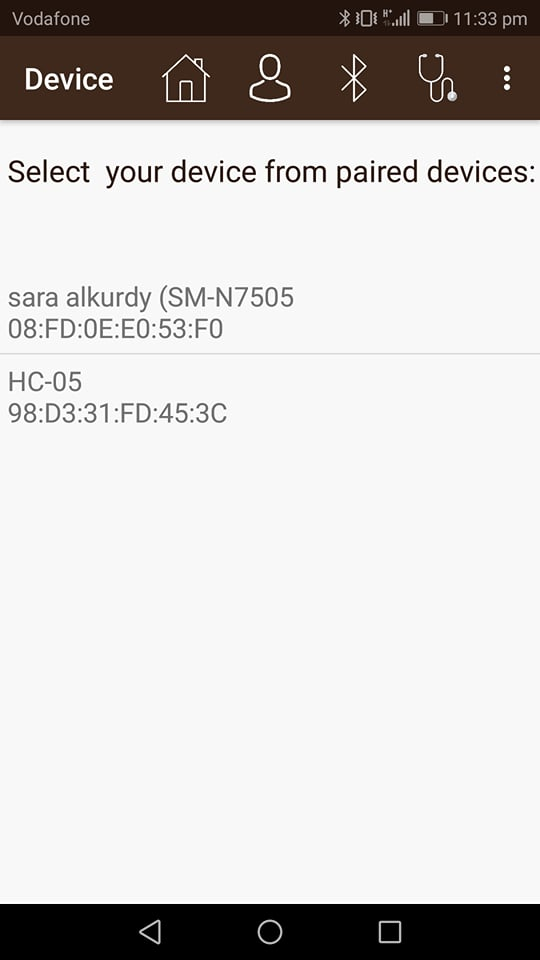 Vodafone
H+ 11:33 pm
Device
Select  your device from paired devices:
sara alkurdy (SM-N7505
08:FD:0E:E0:53:F0
HC-05
98:D3:31:FD:45:3C